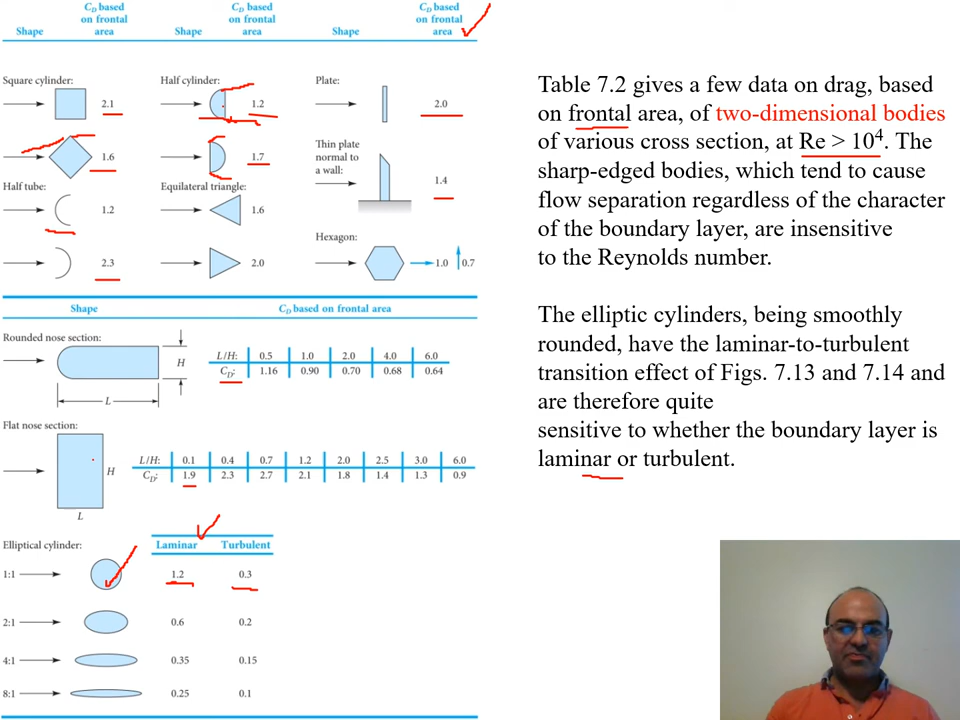 C_D based on frontal area
C_D based on frontal area
C_D based on frontal area
Shape
Shape
Shape
Square cylinder:
2.1
1.6
Half tube:
1.2
2.3
Half cylinder:
1.2
1.7
Equilateral triangle:
1.6
2.0
Plate:
2.0
Thin plate
normal to
a wall:
1.4
Hexagon:
1.0 0.7
Shape C_D based on frontal area
Rounded nose section:
H
L
L/H: 0.5 1.0 2.0 4.0 6.0
C_D: 1.16 0.90 0.70 0.68 0.64
Flat nose section:
H
L
L/H: 0.1 0.4 0.7 1.2 2.0 2.5 3.0 6.0
C_D: 1.9 2.3 2.7 2.1 1.8 1.4 1.3 0.9
Elliptical cylinder: Laminar Turbulent
1:1 1.2 0.3
2:1 0.6 0.2
4:1 0.35 0.15
8:1 0.25 0.1
Table 7.2 gives a few data on drag, based
on frontal area, of two-dimensional bodies
of various cross section, at Re > 10⁴. The
sharp-edged bodies, which tend to cause
flow separation regardless of the character
of the boundary layer, are insensitive
to the Reynolds number.
The elliptic cylinders, being smoothly
rounded, have the laminar-to-turbulent
transition effect of Figs. 7.13 and 7.14 and
are therefore quite
sensitive to whether the boundary layer is
laminar or turbulent.